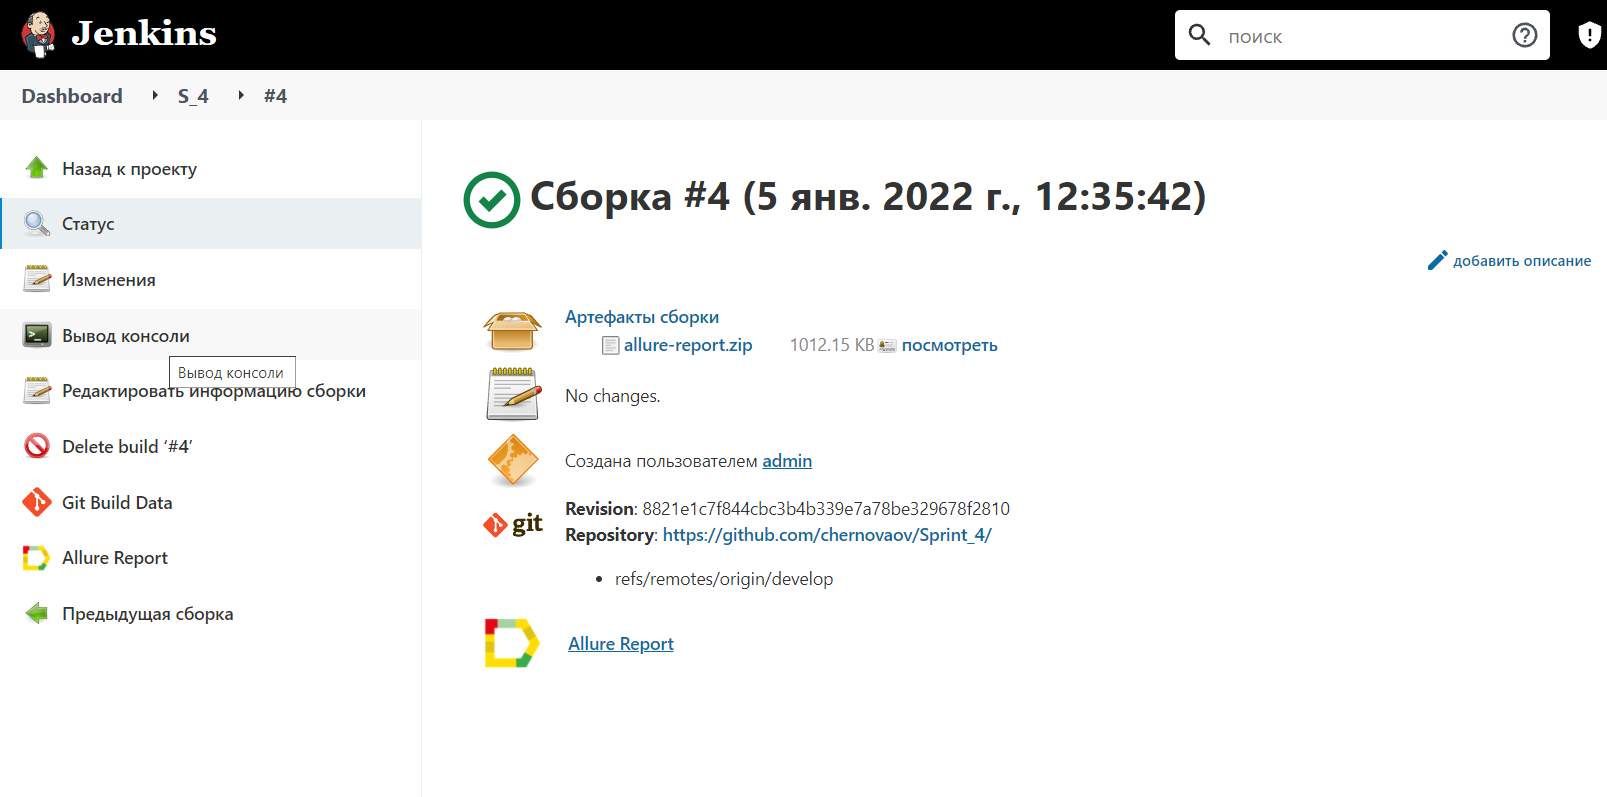 Jenkins
поиск
Dashboard
S_4
#4
Назад к проекту
Статус
Изменения
Вывод консоли
Вывод консоли
Редактировать информацию сборки
Delete build ‘#4’
Git Build Data
Allure Report
Предыдущая сборка
Сборка #4 (5 янв. 2022 г., 12:35:42)
добавить описание
Артефакты сборки
allure-report.zip 1012.15 KB посмотреть
No changes.
Создана пользователем admin
git
Revision: 8821e1c7f844cbc3b4b339e7a78be329678f2810
Repository: https://github.com/chernovaov/Sprint_4/
• refs/remotes/origin/develop
Allure Report